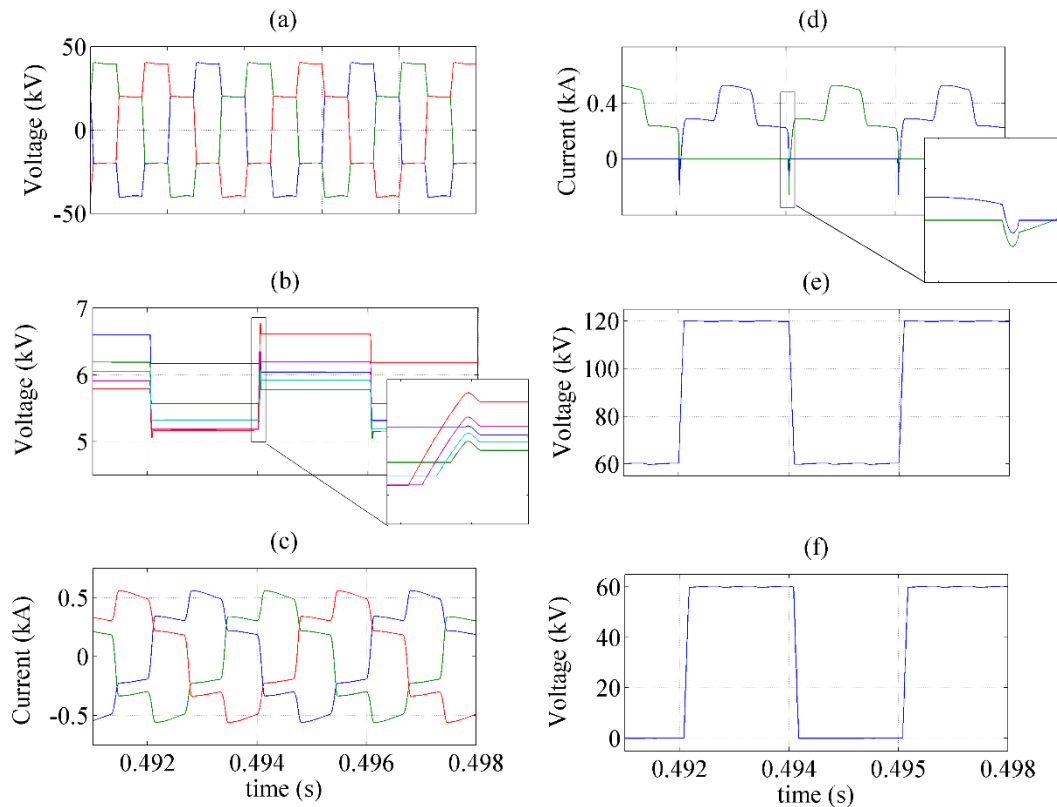 (a)
Voltage (kV)
50
0
-50
(b)
Voltage (kV)
7
6
5
(c)
Current (kA)
0.5
0
-0.5
0.492 0.494 0.496 0.498
time (s)
(d)
Current (kA)
0.4
0
(e)
Voltage (kV)
120
100
80
60
(f)
Voltage (kV)
60
40
20
0
0.492 0.494 0.495 0.498
time (s)